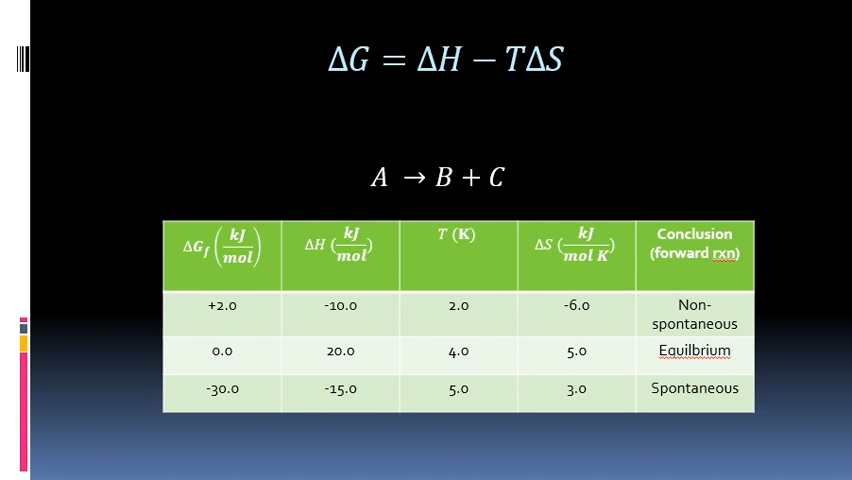 ΔG = ΔH − TΔS
A → B + C
ΔG_f (kJ/mol) ΔH (kJ/mol) T (K) ΔS (kJ/mol K) Conclusion (forward rxn)
+2.0 -10.0 2.0 -6.0 Non-spontaneous
0.0 20.0 4.0 5.0 Equilbrium
-30.0 -15.0 5.0 3.0 Spontaneous